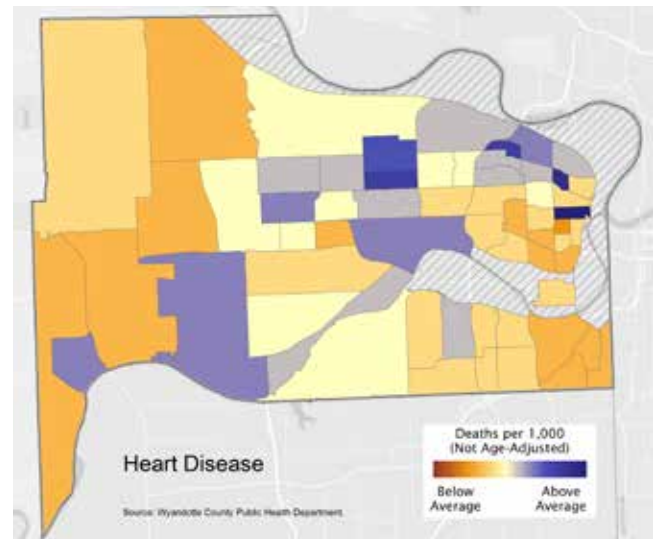 Heart Disease
Source: Wyandotte County Public Health Department.
Deaths per 1,000
(Not Age-Adjusted)
Below
Average
Above
Average